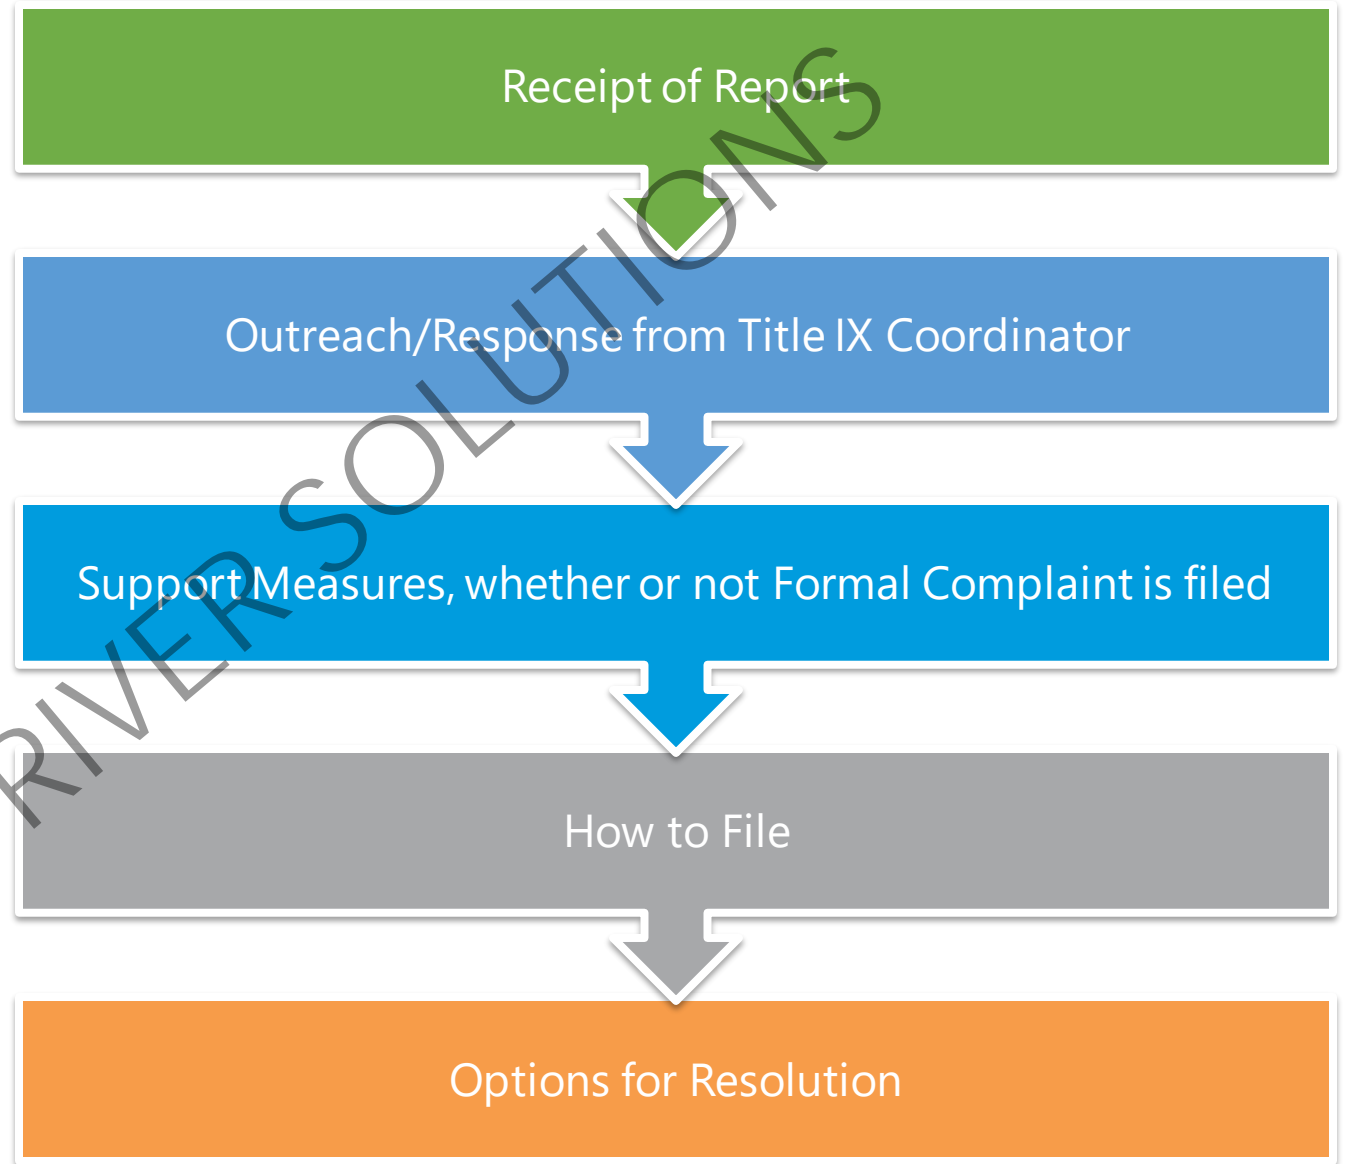 Receipt of Report
Outreach/Response from Title IX Coordinator
Support Measures, whether or not Formal Complaint is filed
How to File
Options for Resolution
RIVER SOLUTIONS